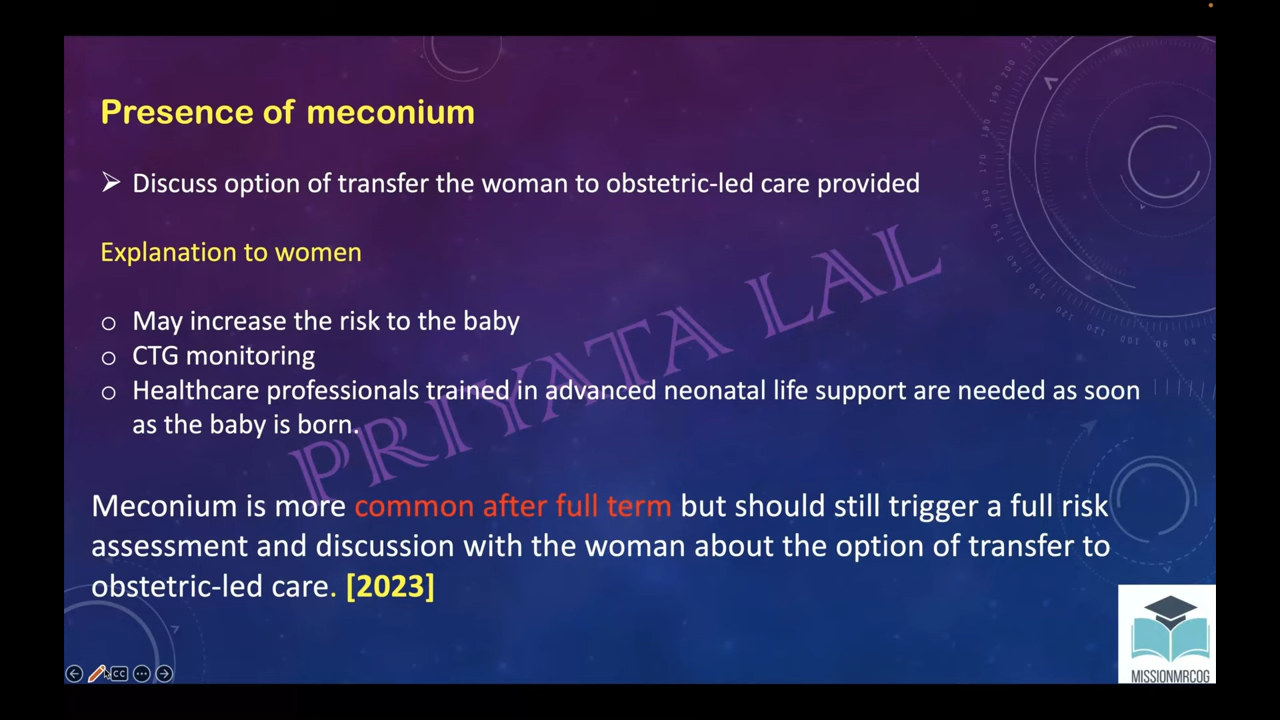 Presence of meconium
➢ Discuss option of transfer the woman to obstetric-led care provided
Explanation to women
o May increase the risk to the baby
o CTG monitoring
o Healthcare professionals trained in advanced neonatal life support are needed as soon
as the baby is born.
PRIYATA LAL
Meconium is more common after full term but should still trigger a full risk
assessment and discussion with the woman about the option of transfer to
obstetric-led care. [2023]
CC
MISSIONMRCOG